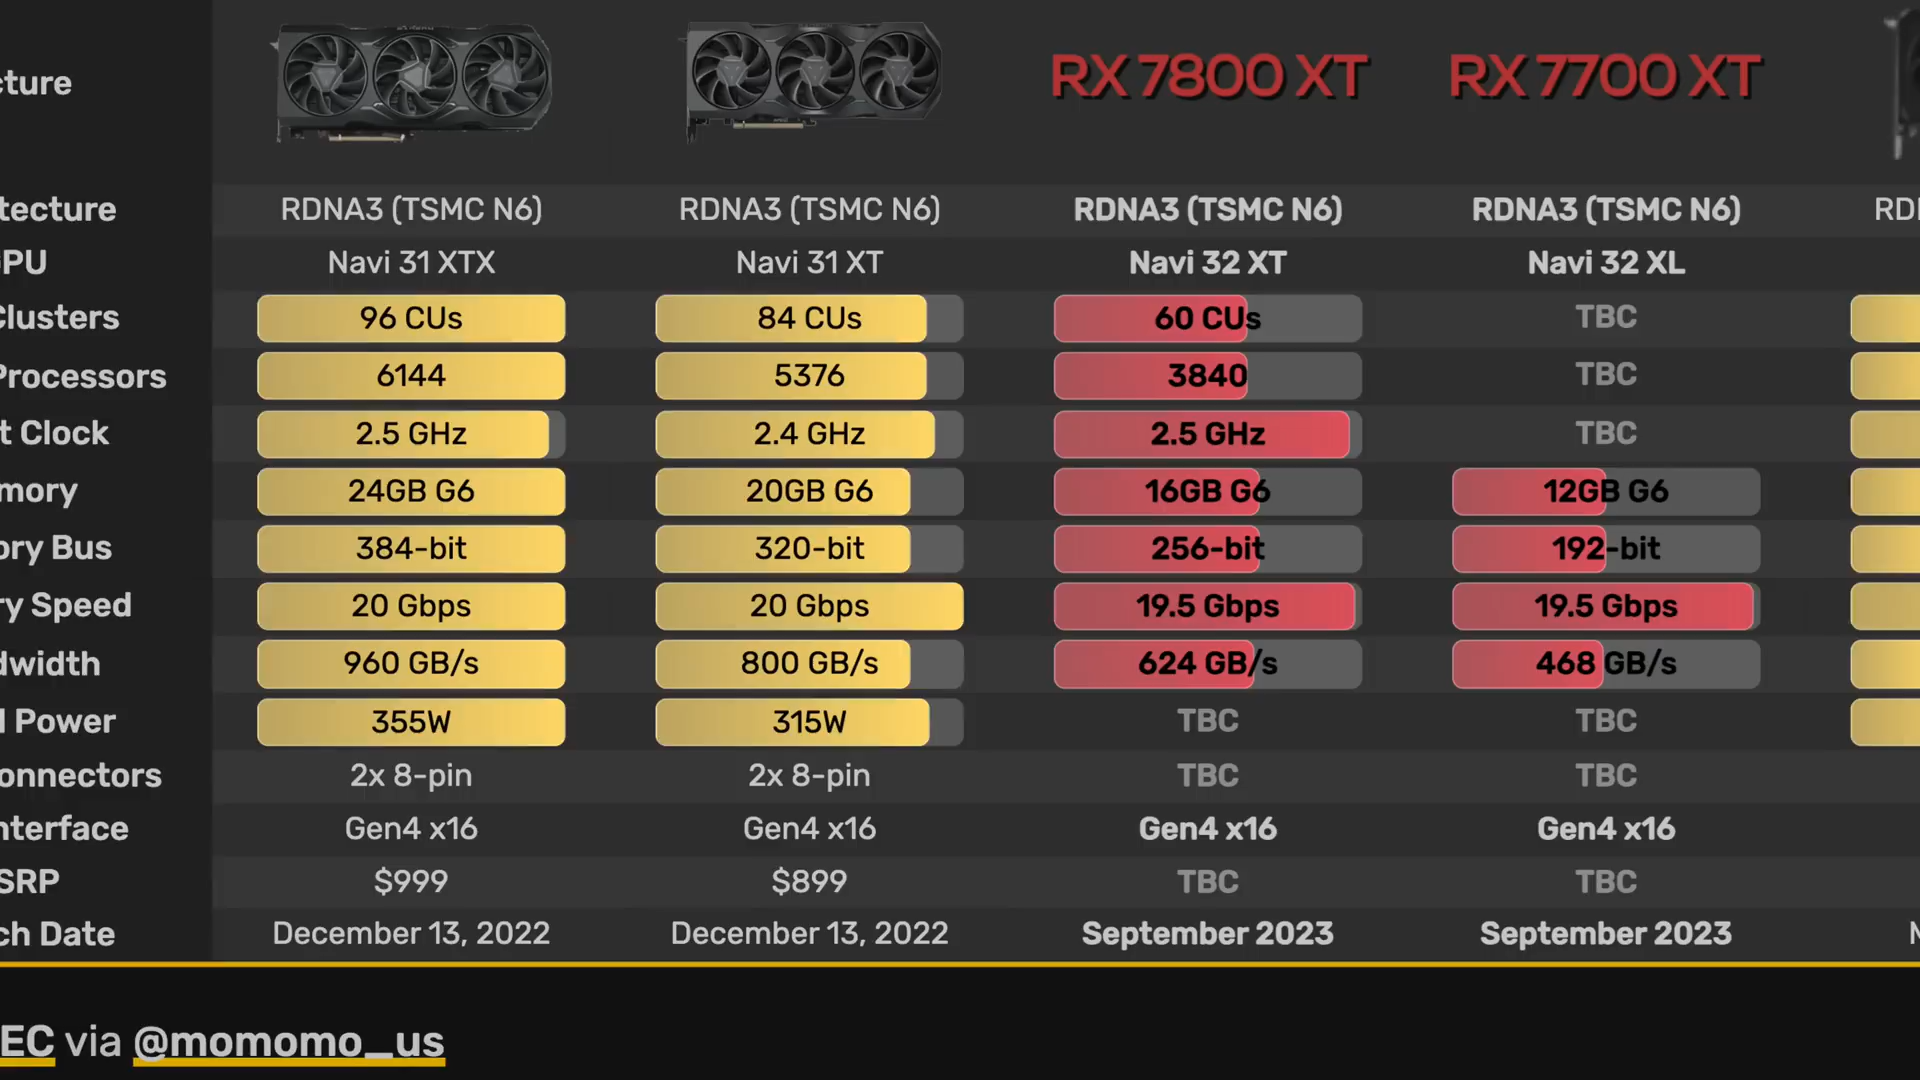 cture RX 7800 XT RX 7700 XT
tecture RDNA3 (TSMC N6) RDNA3 (TSMC N6) RDNA3 (TSMC N6) RDNA3 (TSMC N6) RD
PU Navi 31 XTX Navi 31 XT Navi 32 XT Navi 32 XL
Clusters 96 CUs 84 CUs 60 CUs TBC
Processors 6144 5376 3840 TBC
t Clock 2.5 GHz 2.4 GHz 2.5 GHz TBC
mory 24GB G6 20GB G6 16GB G6 12GB G6
ory Bus 384-bit 320-bit 256-bit 192-bit
ry Speed 20 Gbps 20 Gbps 19.5 Gbps 19.5 Gbps
dwidth 960 GB/s 800 GB/s 624 GB/s 468 GB/s
Power 355W 315W TBC TBC
onnectors 2x 8-pin 2x 8-pin TBC TBC
nterface Gen4 x16 Gen4 x16 Gen4 x16 Gen4 x16
SRP $999 $899 TBC TBC
ch Date December 13, 2022 December 13, 2022 September 2023 September 2023
EC via @momomo_us